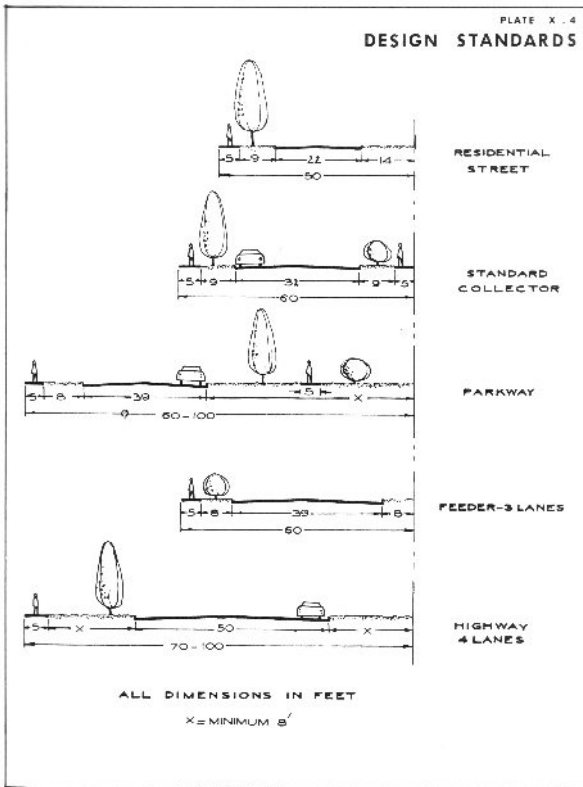 PLATE X.4
DESIGN STANDARDS
5 9 22 14
50
RESIDENTIAL
STREET
5 9 31 9 5
60
STANDARD
COLLECTOR
5 8 39 5 X
60-100
PARKWAY
5 8 39 8
60
FEEDER-3 LANES
5 X 50 X
70-100
HIGHWAY
4 LANES
ALL DIMENSIONS IN FEET
X = MINIMUM 8'